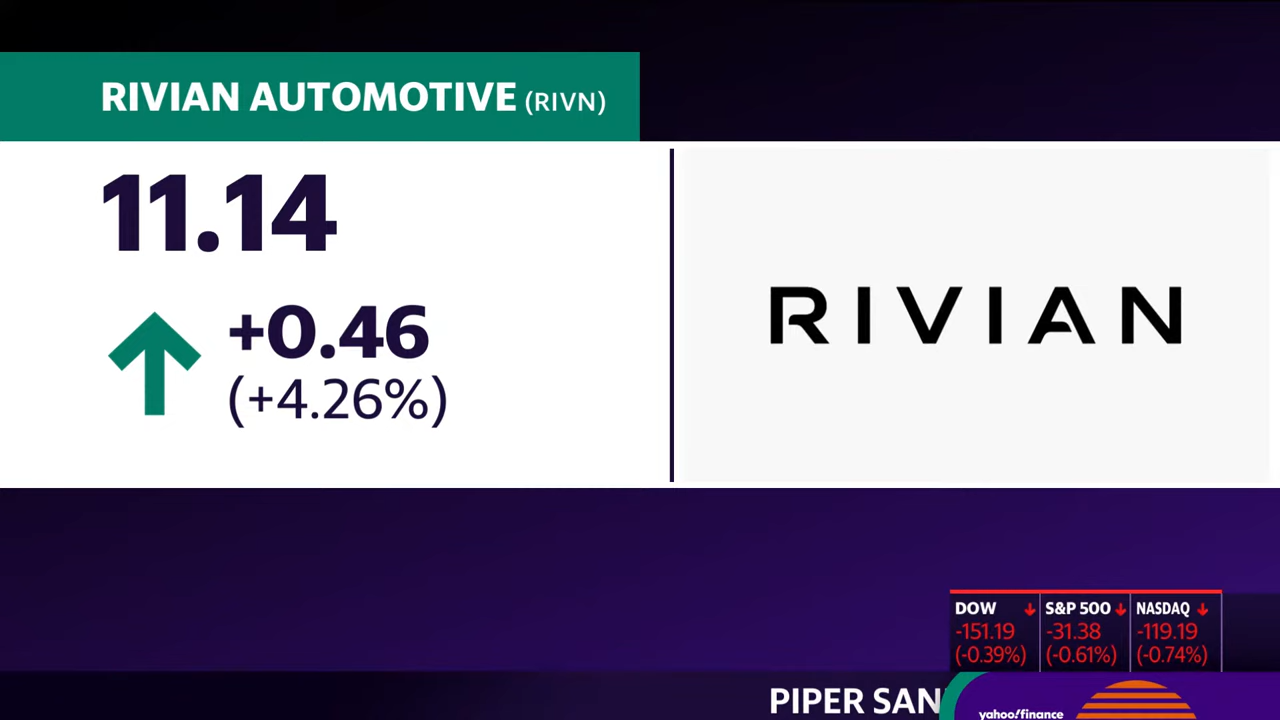 RIVIAN AUTOMOTIVE (RIVN)
11.14
+0.46
(+4.26%)
RIVIAN
DOW S&P 500 NASDAQ
-151.19 -31.38 -119.19
(-0.39%) (-0.61%) (-0.74%)
PIPER SAN
yahoo!finance